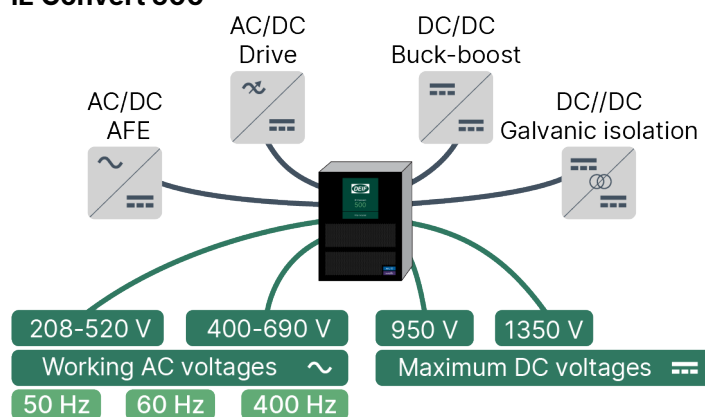 AC/DC
Drive
DC/DC
Buck-boost
AC/DC
AFE
DC//DC
Galvanic isolation
DEIF
500
208-520 V
400-690 V
950 V
1350 V
Working AC voltages
Maximum DC voltages
50 Hz
60 Hz
400 Hz